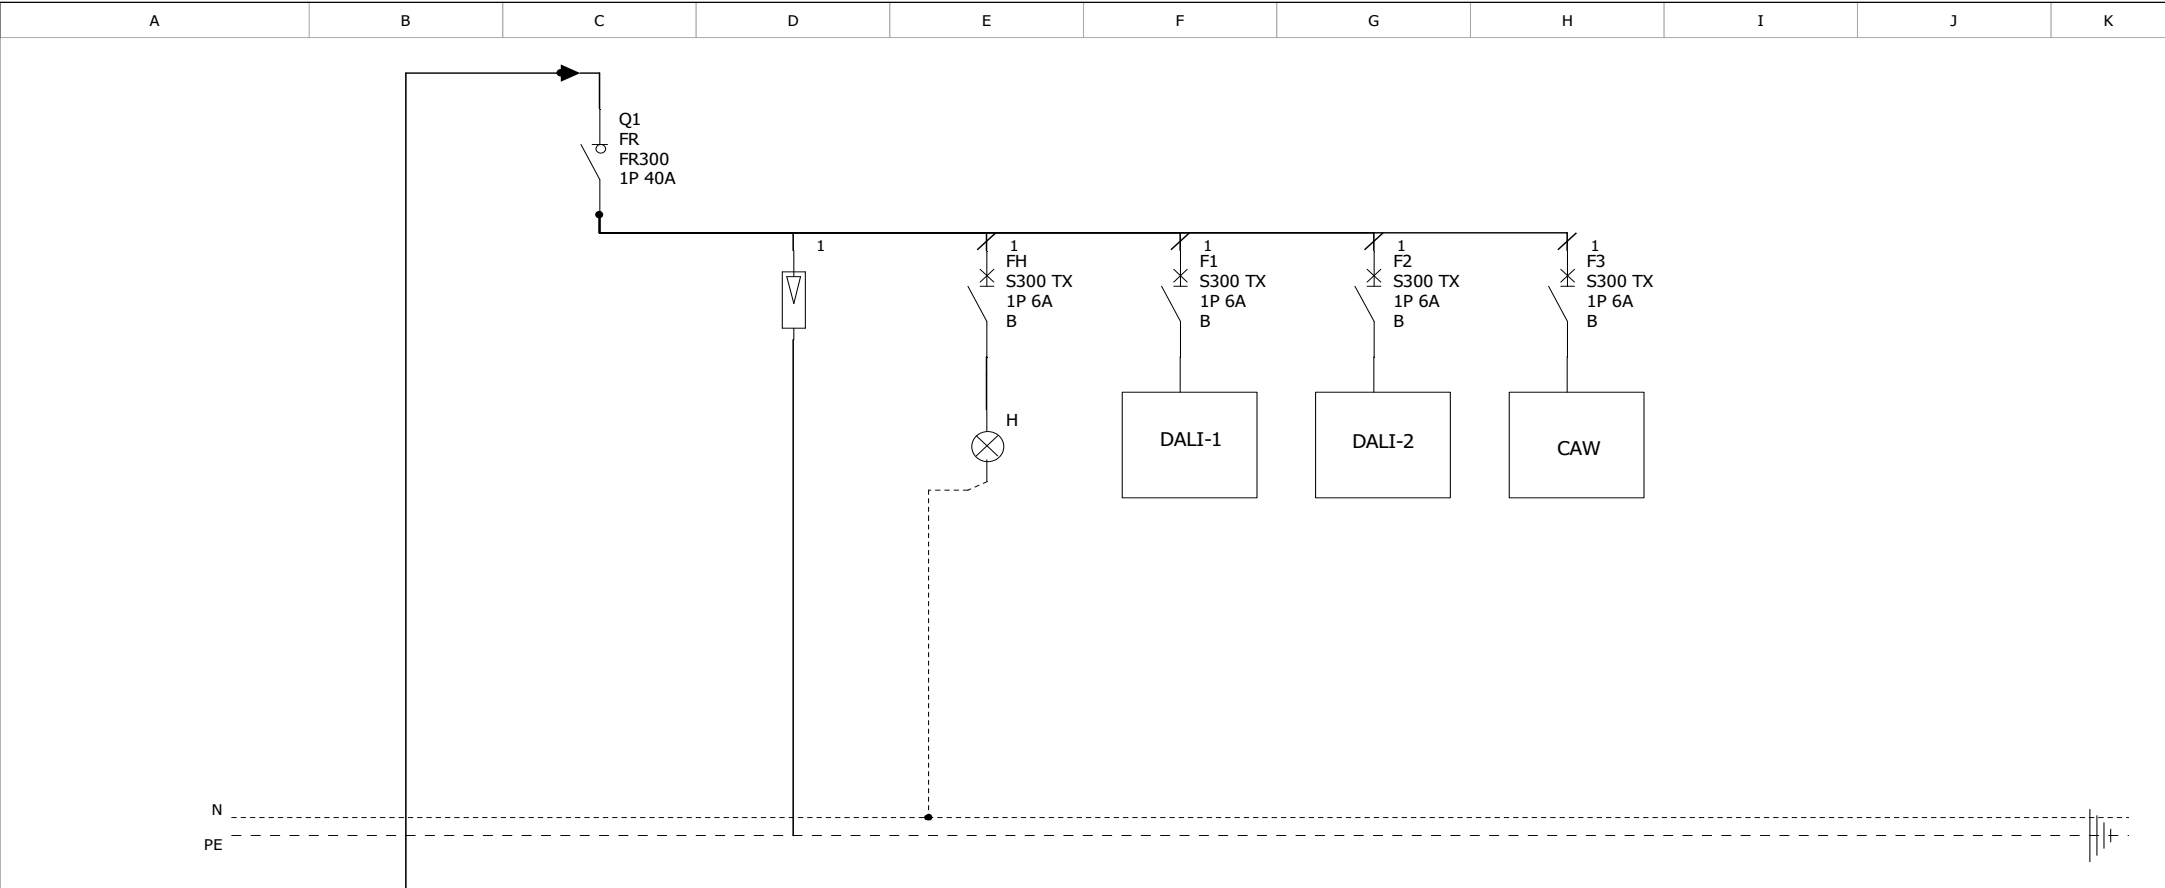 A B C D E F G H I J K
Q1
FR
FR300
1P 40A
1
1
FH
S300 TX
1P 6A
B
1
F1
S300 TX
1P 6A
B
1
F2
S300 TX
1P 6A
B
1
F3
S300 TX
1P 6A
B
H
DALI-1
DALI-2
CAW
N
PE